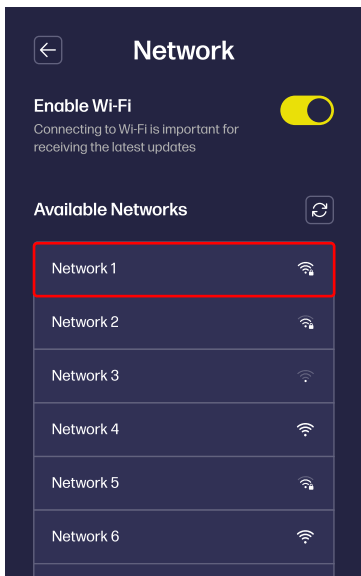 Network
Enable Wi-Fi
Connecting to Wi-Fi is important for
receiving the latest updates
Available Networks
Network 1
Network 2
Network 3
Network 4
Network 5
Network 6